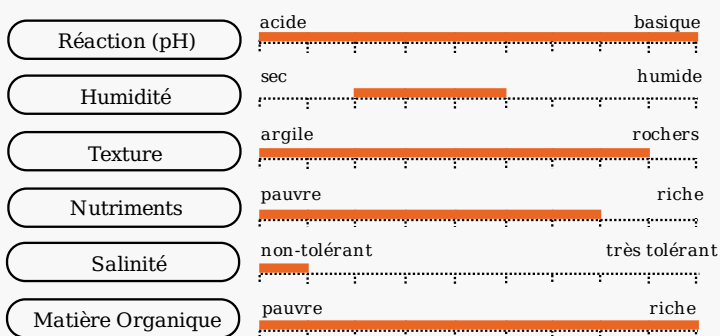 Réaction (pH)
acide basique
Humidité
sec humide
Texture
argile rochers
Nutriments
pauvre riche
Salinité
non-tolérant très tolérant
Matière Organique
pauvre riche